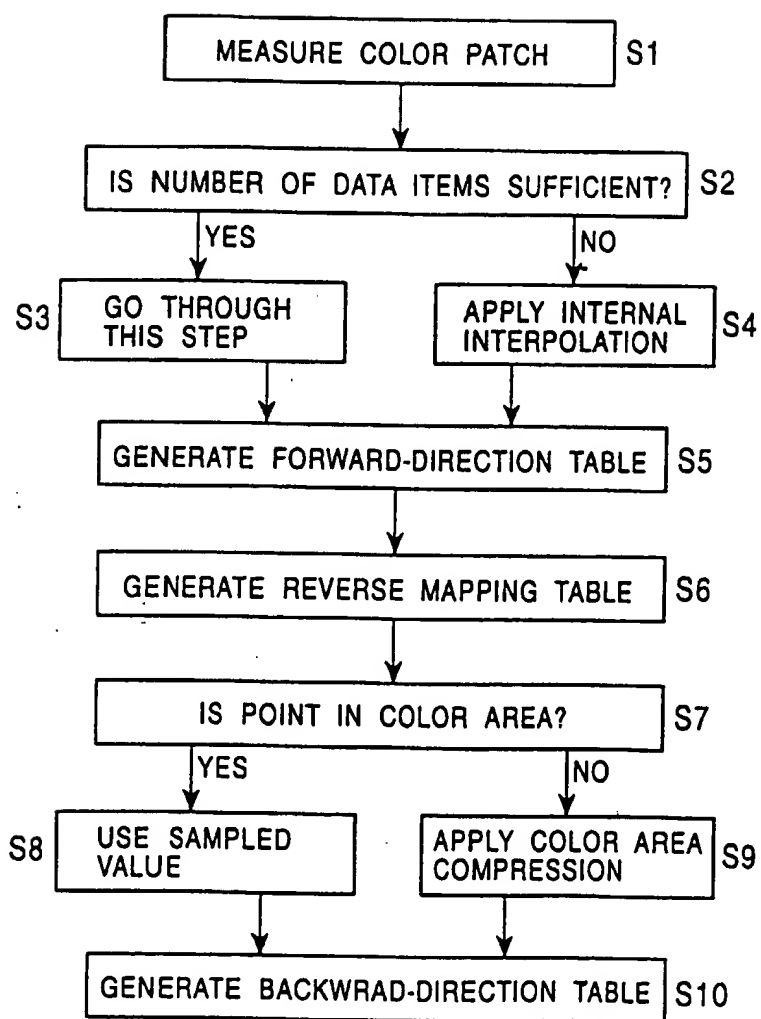 MEASURE COLOR PATCH S1
IS NUMBER OF DATA ITEMS SUFFICIENT? S2
YES NO
S3 GO THROUGH
THIS STEP
APPLY INTERNAL
INTERPOLATION S4
GENERATE FORWARD-DIRECTION TABLE S5
GENERATE REVERSE MAPPING TABLE S6
IS POINT IN COLOR AREA? S7
YES NO
S8 USE SAMPLED
VALUE
APPLY COLOR AREA
COMPRESSION S9
GENERATE BACKWRAD-DIRECTION TABLE S10